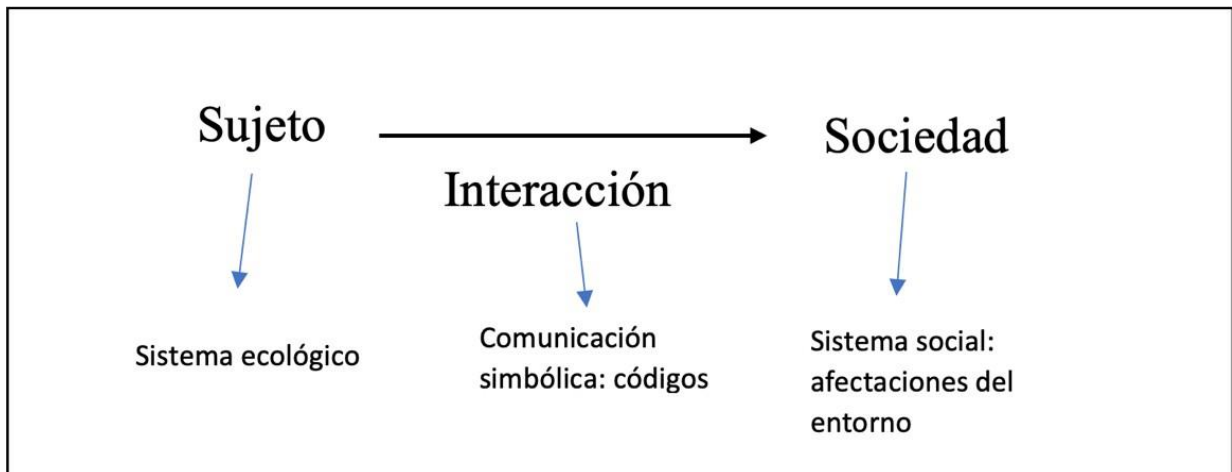 Sujeto
Sociedad
Interacción
Sistema ecológico
Comunicación
simbólica: códigos
Sistema social:
afectaciones del
entorno